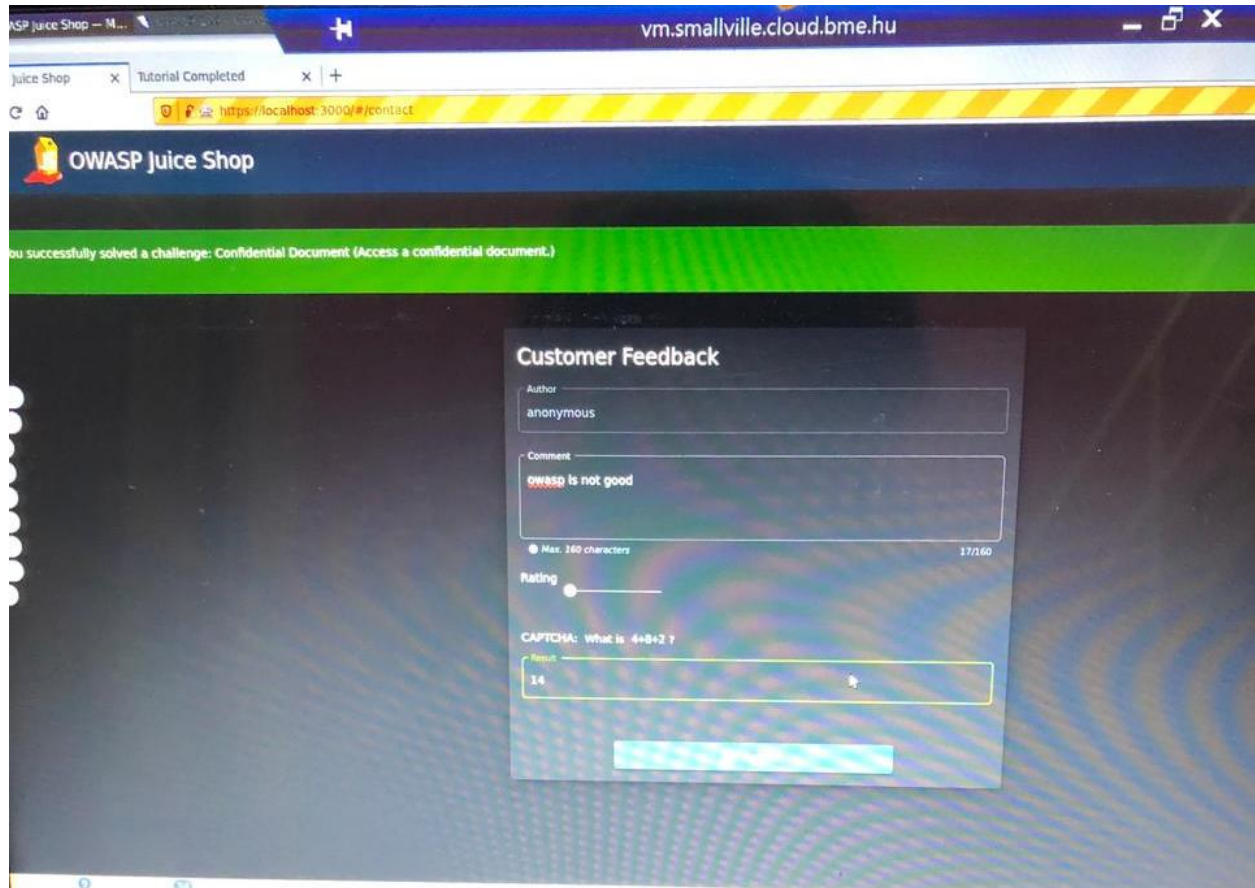 ASP Juice Shop — M...
vm.smallville.cloud.bme.hu
Juice Shop
Tutorial Completed
https://localhost:3000/#/contact
OWASP Juice Shop
ou successfully solved a challenge: Confidential Document (Access a confidential document.)
Customer Feedback
Author
anonymous
Comment
owasp is not good
Max. 160 characters
17/160
Rating
CAPTCHA: What is 4+8+2 ?
Result
14